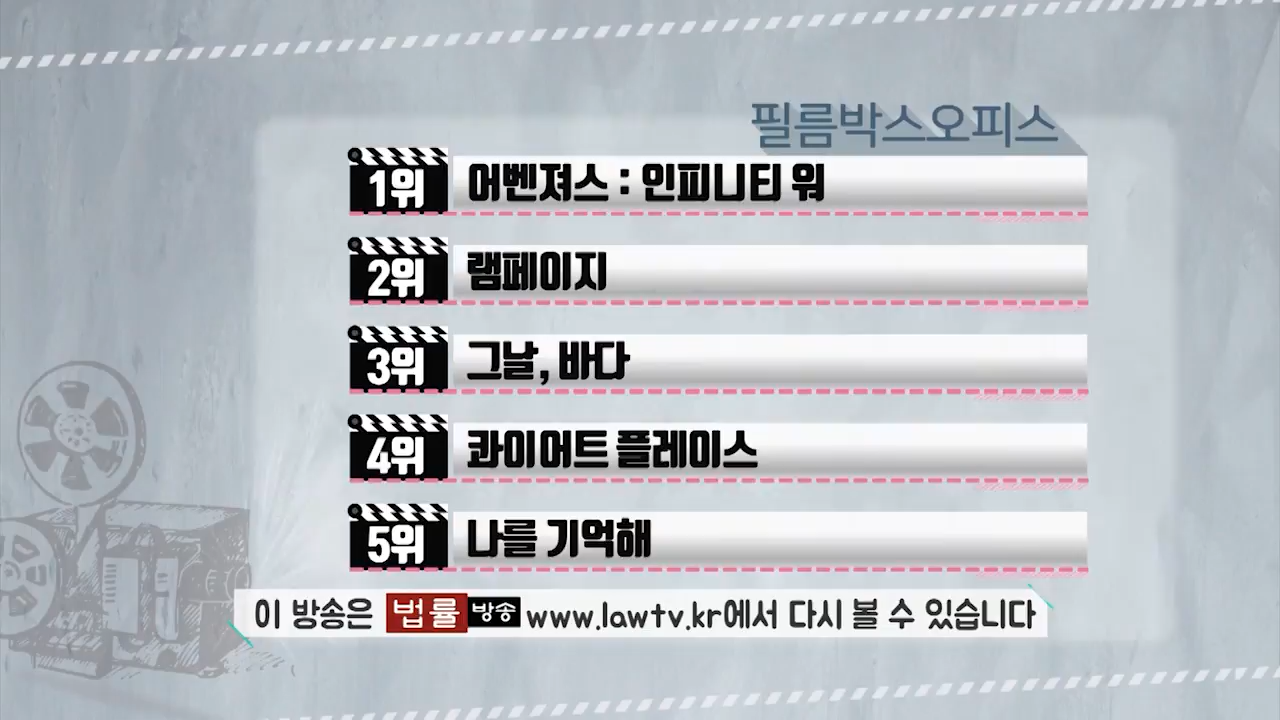 필름박스오피스
1위 어벤져스 : 인피니티 워
2위 램페이지
3위 그날, 바다
4위 콰이어트 플레이스
5위 나를 기억해
이 방송은 법률방송 www.lawtv.kr에서 다시 볼 수 있습니다